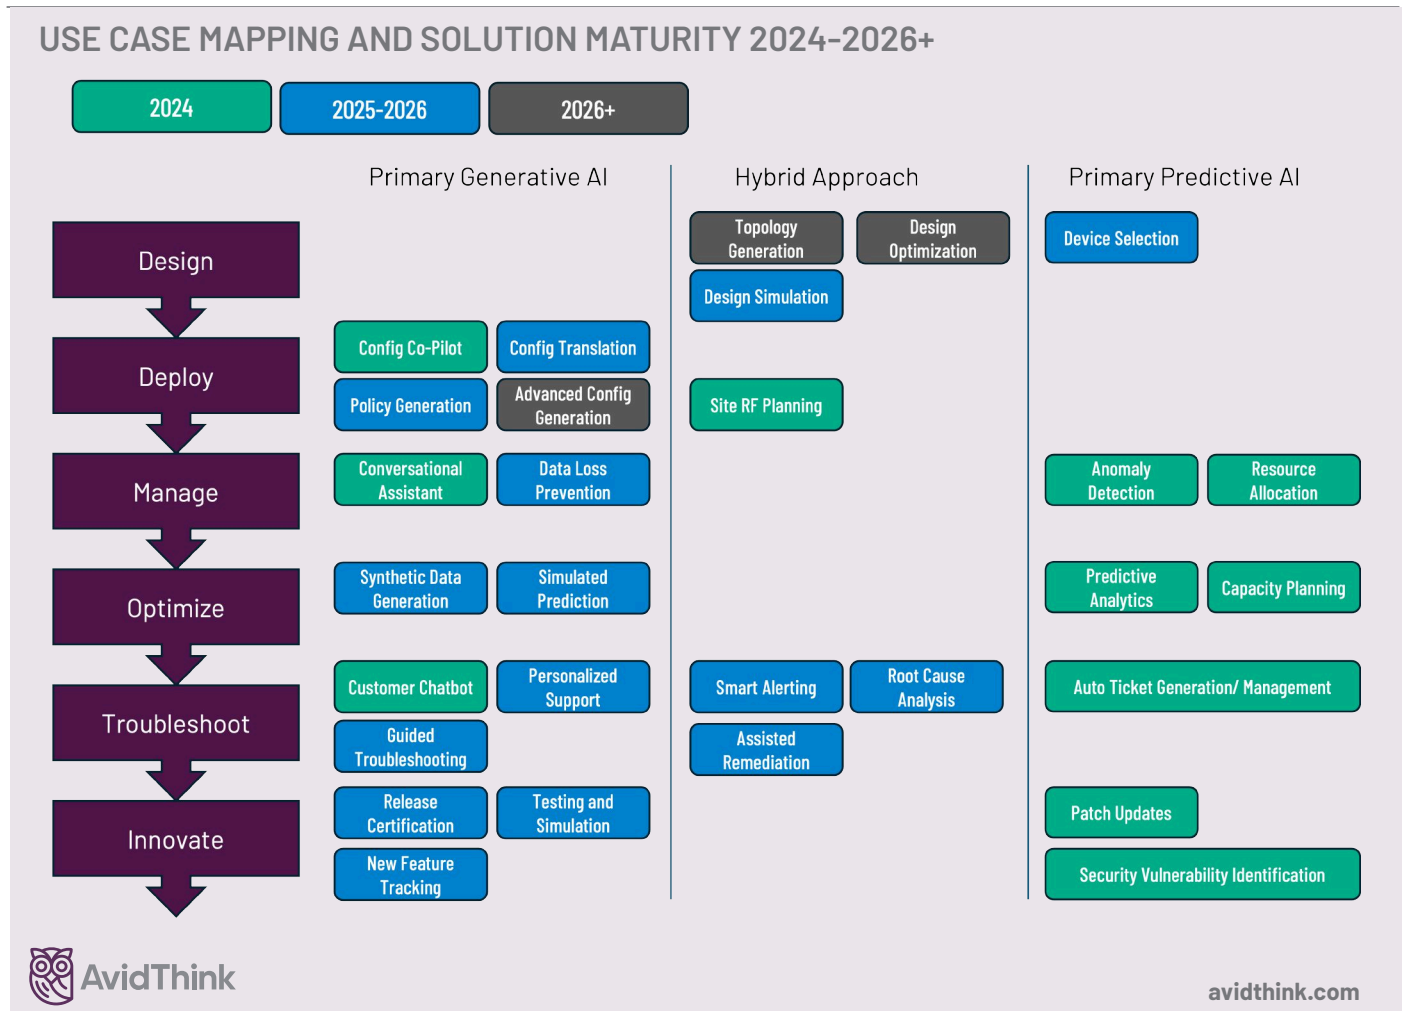 USE CASE MAPPING AND SOLUTION MATURITY 2024-2026+
2024
2025-2026
2026+
Primary Generative AI
Hybrid Approach
Primary Predictive AI
Design
Topology
Generation
Design
Optimization
Design Simulation
Device Selection
Deploy
Config Co-Pilot
Config Translation
Policy Generation
Advanced Config
Generation
Site RF Planning
Manage
Conversational
Assistant
Data Loss
Prevention
Anomaly
Detection
Resource
Allocation
Optimize
Synthetic Data
Generation
Simulated
Prediction
Predictive
Analytics
Capacity Planning
Troubleshoot
Customer Chatbot
Personalized
Support
Guided
Troubleshooting
Smart Alerting
Root Cause
Analysis
Assisted
Remediation
Auto Ticket Generation/ Management
Innovate
Release
Certification
Testing and
Simulation
New Feature
Tracking
Patch Updates
Security Vulnerability Identification
AvidThink
avidthink.com